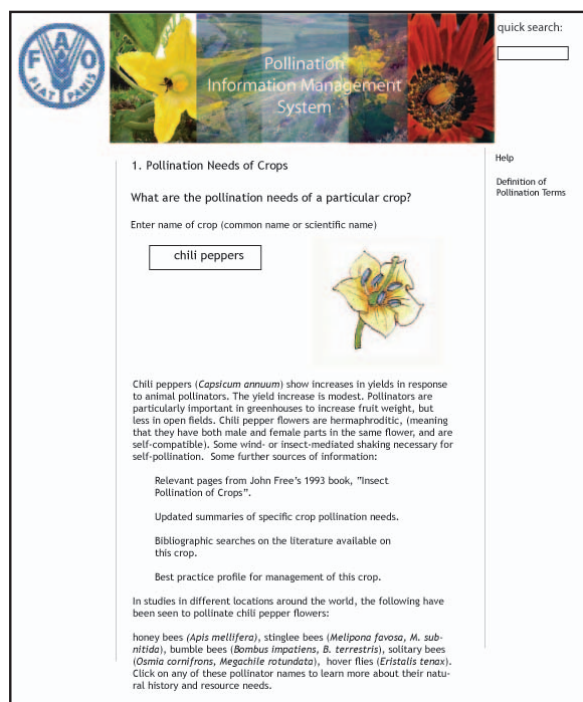 FAO
FIAT PANIS
Pollination
Information Management
System
quick search:
1. Pollination Needs of Crops
What are the pollination needs of a particular crop?
Enter name of crop (common name or scientific name)
chili peppers
Help
Definition of
Pollination Terms
Chili peppers (Capsicum annuum) show increases in yields in response
to animal pollinators. The yield increase is modest. Pollinators are
particularly important in greenhouses to increase fruit weight, but
less in open fields. Chili pepper flowers are hermaphroditic, (meaning
that they have both male and female parts in the same flower, and are
self-compatible). Some wind- or insect-mediated shaking necessary for
self-pollination. Some further sources of information:
Relevant pages from John Free's 1993 book, "Insect
Pollination of Crops".
Updated summaries of specific crop pollination needs.
Bibliographic searches on the literature available on
this crop.
Best practice profile for management of this crop.
In studies in different locations around the world, the following have
been seen to pollinate chili pepper flowers:
honey bees (Apis mellifera), stinglee bees (Melipona favosa, M. sub-
nitida), bumble bees (Bombus impatiens, B. terrestris), solitary bees
(Osmia cornifrons, Megachile rotundata), hover flies (Eristalis tenax).
Click on any of these pollinator names to learn more about their natu-
ral history and resource needs.